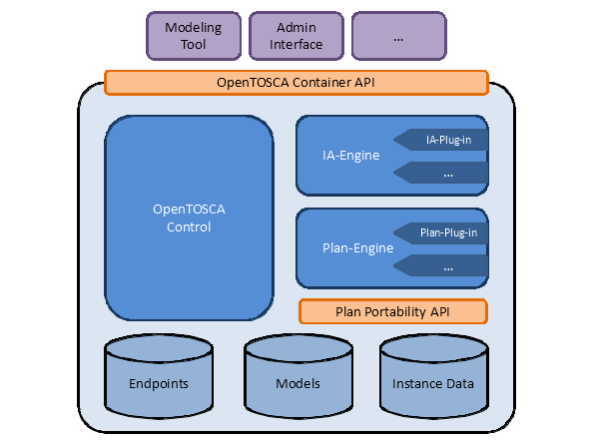 Modeling
Tool
Admin
Interface
...
OpenTOSCA Container API
OpenTOSCA
Control
IA-Engine
IA-Plug-in
...
Plan-Engine
Plan-Plug-in
...
Plan Portability API
Endpoints
Models
Instance Data